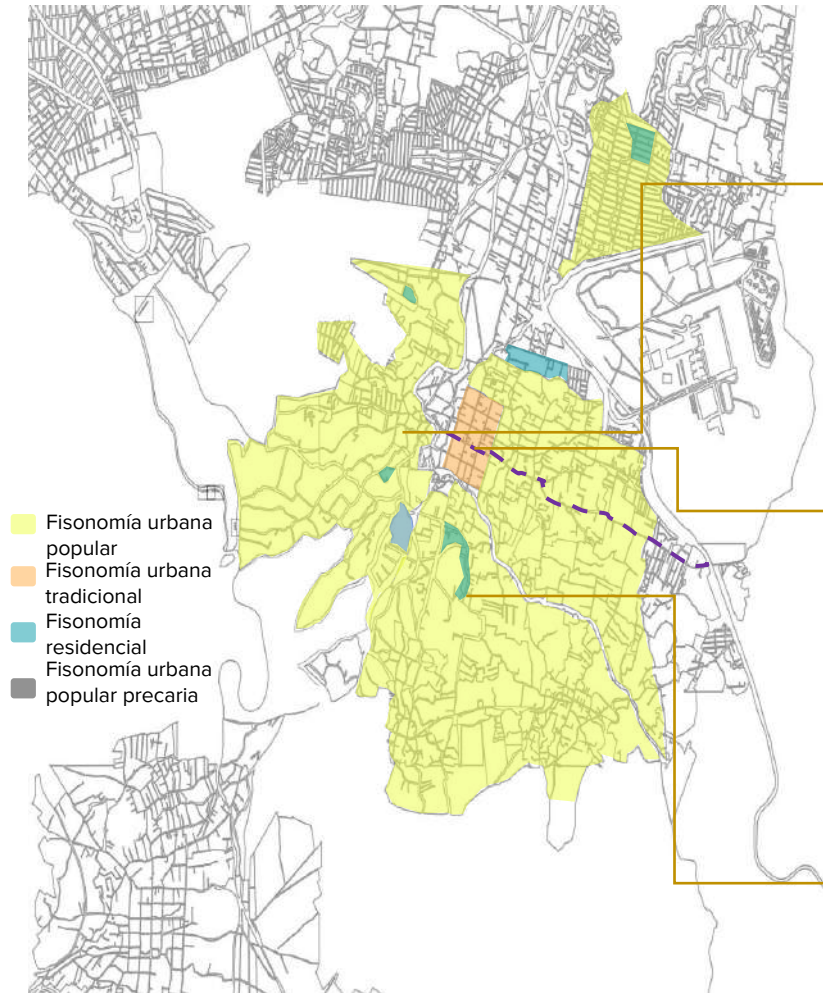 Fisonomía urbana
popular
Fisonomía urbana
tradicional
Fisonomía
residencial
Fisonomía urbana
popular precaria